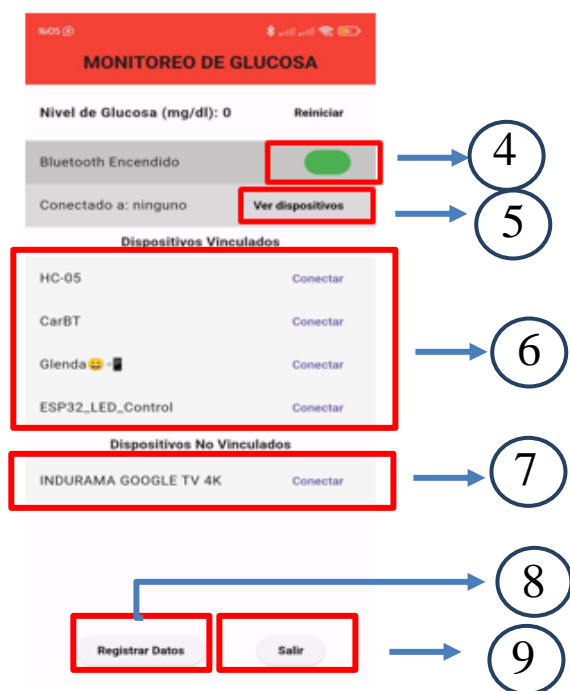 16:05
MONITOREO DE GLUCOSA
Nivel de Glucosa (mg/dl): 0 Reiniciar
Bluetooth Encendido 4
Conectado a: ninguno Ver dispositivos 5
Dispositivos Vinculados
HC-05 Conectar
CarBT Conectar
Glenda😄📲 Conectar 6
ESP32_LED_Control Conectar
Dispositivos No Vinculados
INDURAMA GOOGLE TV 4K Conectar 7
8
Registrar Datos Salir 9